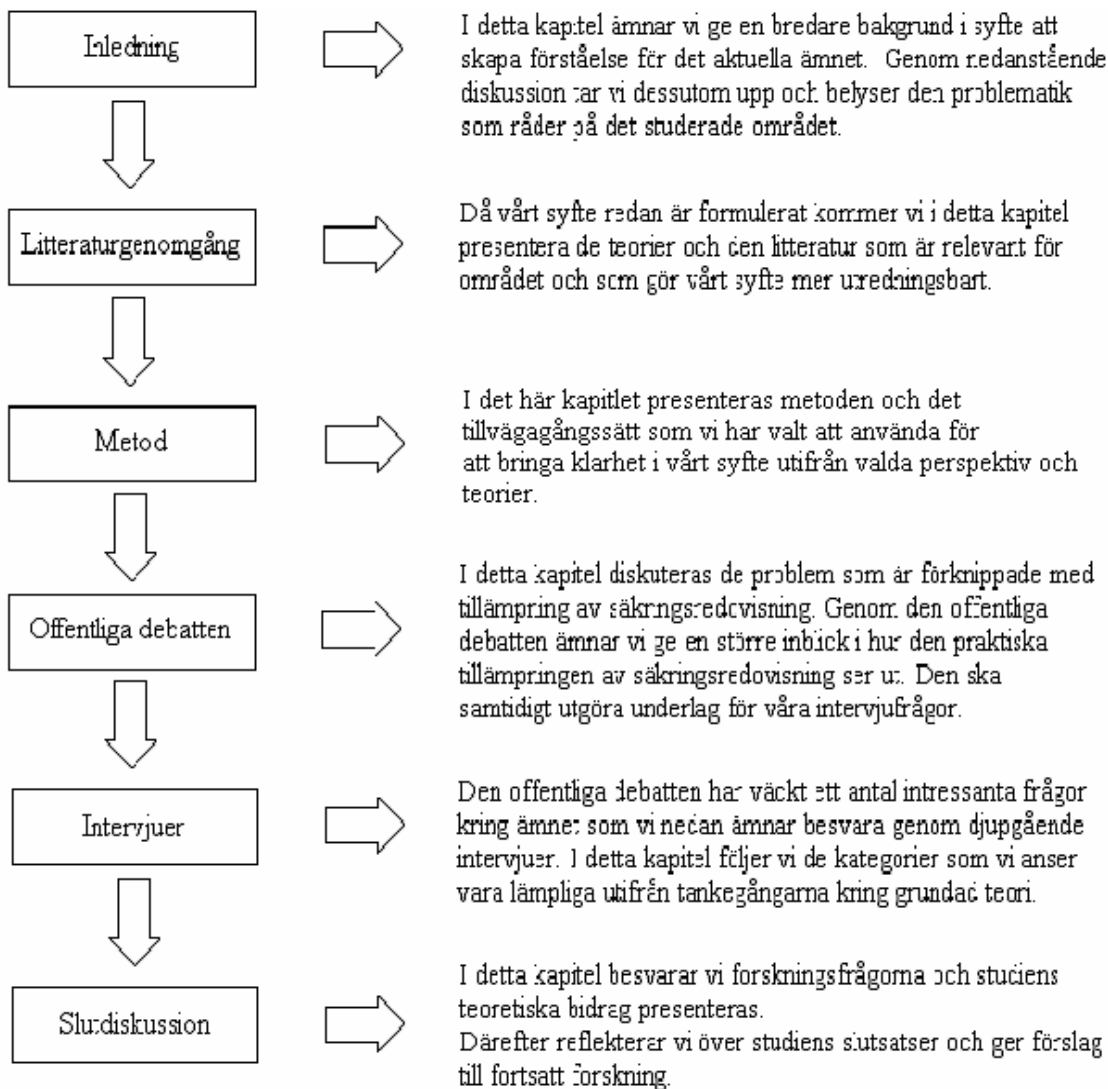 Inledning
I detta kapitel ämnar vi ge en bredare bakgrund i syfte att
skapa förståelse för det aktuella ämnet. Genom nedanstående
diskussion tar vi dessutom upp och belyser den problematik
som råder på det studerade området.
Litteraturgenomgång
Då vårt syfte redan är formulerat kommer vi i detta kapitel
presentera de teorier och den litteratur som är relevant för
området och som gör vårt syfte mer utredningsbart.
Metod
I det här kapitlet presenteras metoden och det
tillvägagångssätt som vi har valt att använda för
att bringa klarhet i vårt syfte utifrån valda perspektiv och
teorier.
Offentliga debatten
I detta kapitel diskuteras de problem som är förknippade med
tillämpning av säkringsredovisning. Genom den offentliga
debatten ämnar vi ge en större inblick i hur den praktiska
tillämpningen av säkringsredovisning ser ut. Den ska
samtidigt utgöra underlag för våra intervjufrågor.
Intervjuer
Den offentliga debatten har väckt ett antal intressanta frågor
kring ämnet som vi nedan ämnar besvara genom djupgående
intervjuer. I detta kapitel följer vi de kategorier som vi anser
vara lämpliga utifrån tankegångarna kring grundad teori.
Slutdiskussion
I detta kapitel besvarar vi forskningsfrågorna och studiens
teoretiska bidrag presenteras.
Därefter reflekterar vi över studiens slutsatser och ger förslag
till fortsatt forskning.